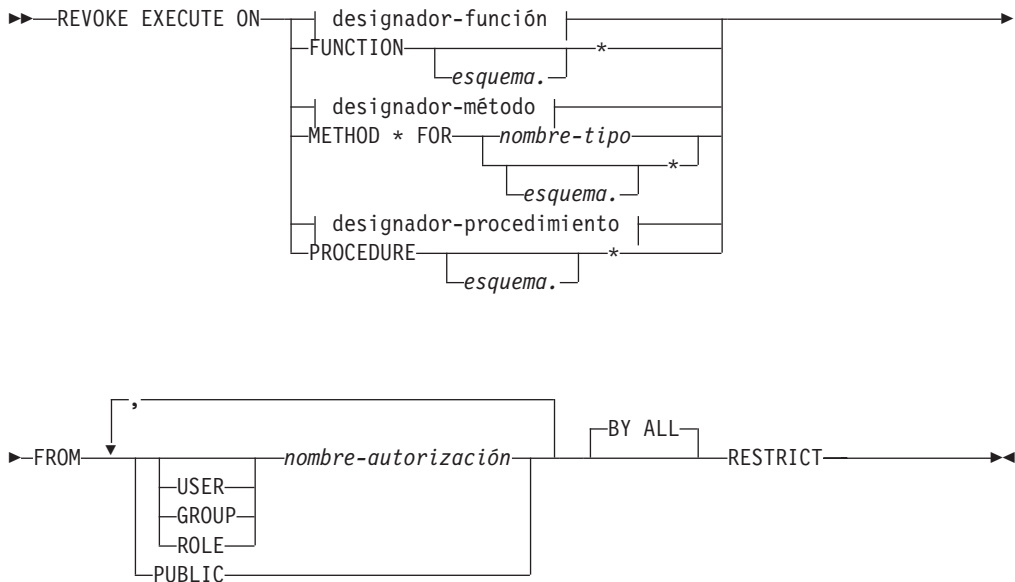 REVOKE EXECUTE ON designador-función
FUNCTION *
esquema.
designador-método
METHOD * FOR nombre-tipo
*
esquema.
designador-procedimiento
PROCEDURE *
esquema.
,
BY ALL
FROM nombre-autorización RESTRICT
USER
GROUP
ROLE
PUBLIC